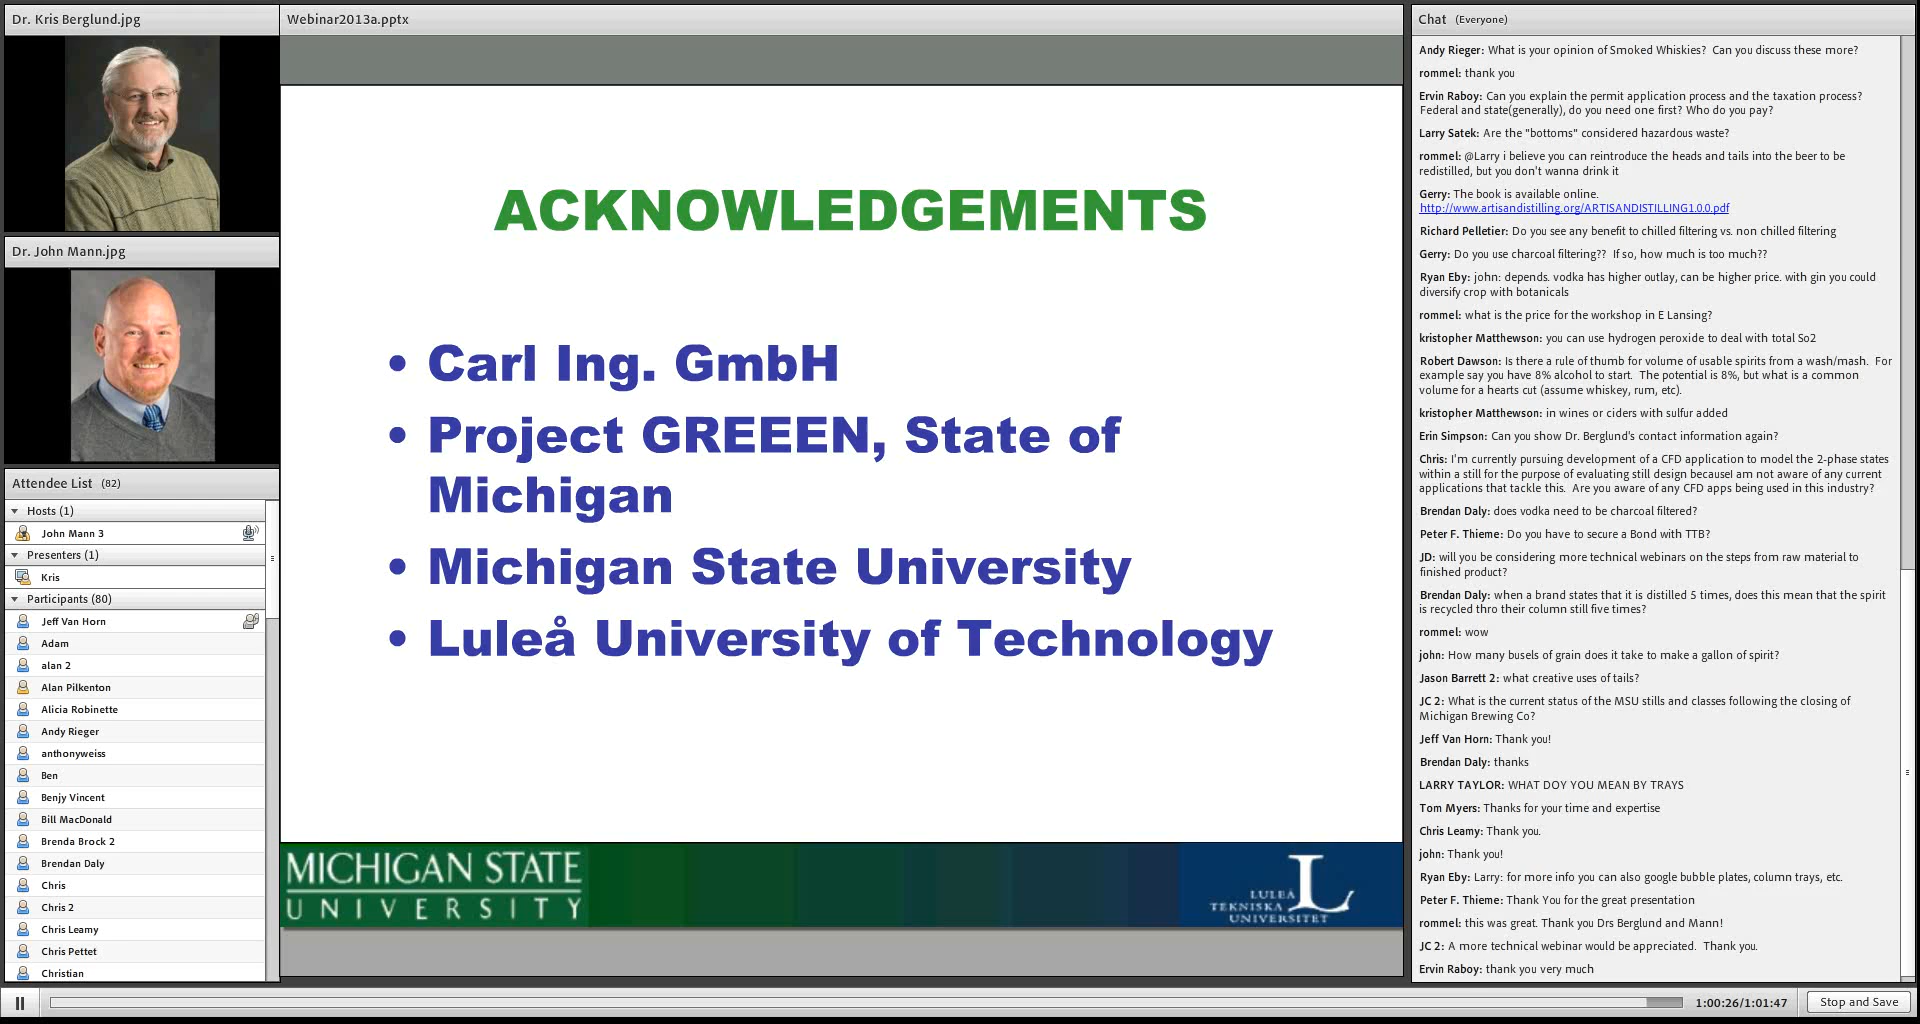 Dr. Kris Berglund.jpg
Dr. John Mann.jpg
Attendee List (82)
Hosts (1)
John Mann 3
Presenters (1)
Kris
Participants (80)
Jeff Van Horn
Adam
alan 2
Alan Pilkenton
Alicia Robinette
Andy Rieger
anthonyweiss
Ben
Benjy Vincent
Bill MacDonald
Brenda Brock 2
Brendan Daly
Chris
Chris 2
Chris Leamy
Chris Pettet
Christian
Webinar2013a.pptx
ACKNOWLEDGEMENTS
• Carl Ing. GmbH
• Project GREEEN, State of
Michigan
• Michigan State University
• Luleå University of Technology
MICHIGAN STATE
UNIVERSITY
LULEÅ
TEKNISKA
UNIVERSITET
L
Chat (Everyone)
Andy Rieger: What is your opinion of Smoked Whiskies? Can you discuss these more?
rommel: thank you
Ervin Raboy: Can you explain the permit application process and the taxation process?
Federal and state(generally), do you need one first? Who do you pay?
Larry Satek: Are the "bottoms" considered hazardous waste?
rommel: @Larry i believe you can reintroduce the heads and tails into the beer to be
redistilled, but you don't wanna drink it
Gerry: The book is available online.
http://www.artisandistilling.org/ARTISANDISTILLING1.0.0.pdf
Richard Pelletier: Do you see any benefit to chilled filtering vs. non chilled filtering
Gerry: Do you use charcoal filtering?? If so, how much is too much??
Ryan Eby: john: depends. vodka has higher outlay, can be higher price. with gin you could
diversify crop with botanicals
rommel: what is the price for the workshop in E Lansing?
kristopher Matthewson: you can use hydrogen peroxide to deal with total So2
Robert Dawson: Is there a rule of thumb for volume of usable spirits from a wash/mash. For
example say you have 8% alcohol to start. The potential is 8%, but what is a common
volume for a hearts cut (assume whiskey, rum, etc).
kristopher Matthewson: in wines or ciders with sulfur added
Erin Simpson: Can you show Dr. Berglund's contact information again?
Chris: I'm currently pursuing development of a CFD application to model the 2-phase states
within a still for the purpose of evaluating still design becauseI am not aware of any current
applications that tackle this. Are you aware of any CFD apps being used in this industry?
Brendan Daly: does vodka need to be charcoal filtered?
Peter F. Thieme: Do you have to secure a Bond with TTB?
JD: will you be considering more technical webinars on the steps from raw material to
finished product?
Brendan Daly: when a brand states that it is distilled 5 times, does this mean that the spirit
is recycled thro their column still five times?
rommel: wow
john: How many busels of grain does it take to make a gallon of spirit?
Jason Barrett 2: what creative uses of tails?
JC 2: What is the current status of the MSU stills and classes following the closing of
Michigan Brewing Co?
Jeff Van Horn: Thank you!
Brendan Daly: thanks
LARRY TAYLOR: WHAT DOY YOU MEAN BY TRAYS
Tom Myers: Thanks for your time and expertise
Chris Leamy: Thank you.
john: Thank you!
Ryan Eby: Larry: for more info you can also google bubble plates, column trays, etc.
Peter F. Thieme: Thank You for the great presentation
rommel: this was great. Thank you Drs Berglund and Mann!
JC 2: A more technical webinar would be appreciated. Thank you.
Ervin Raboy: thank you very much
1:00:26/1:01:47
Stop and Save